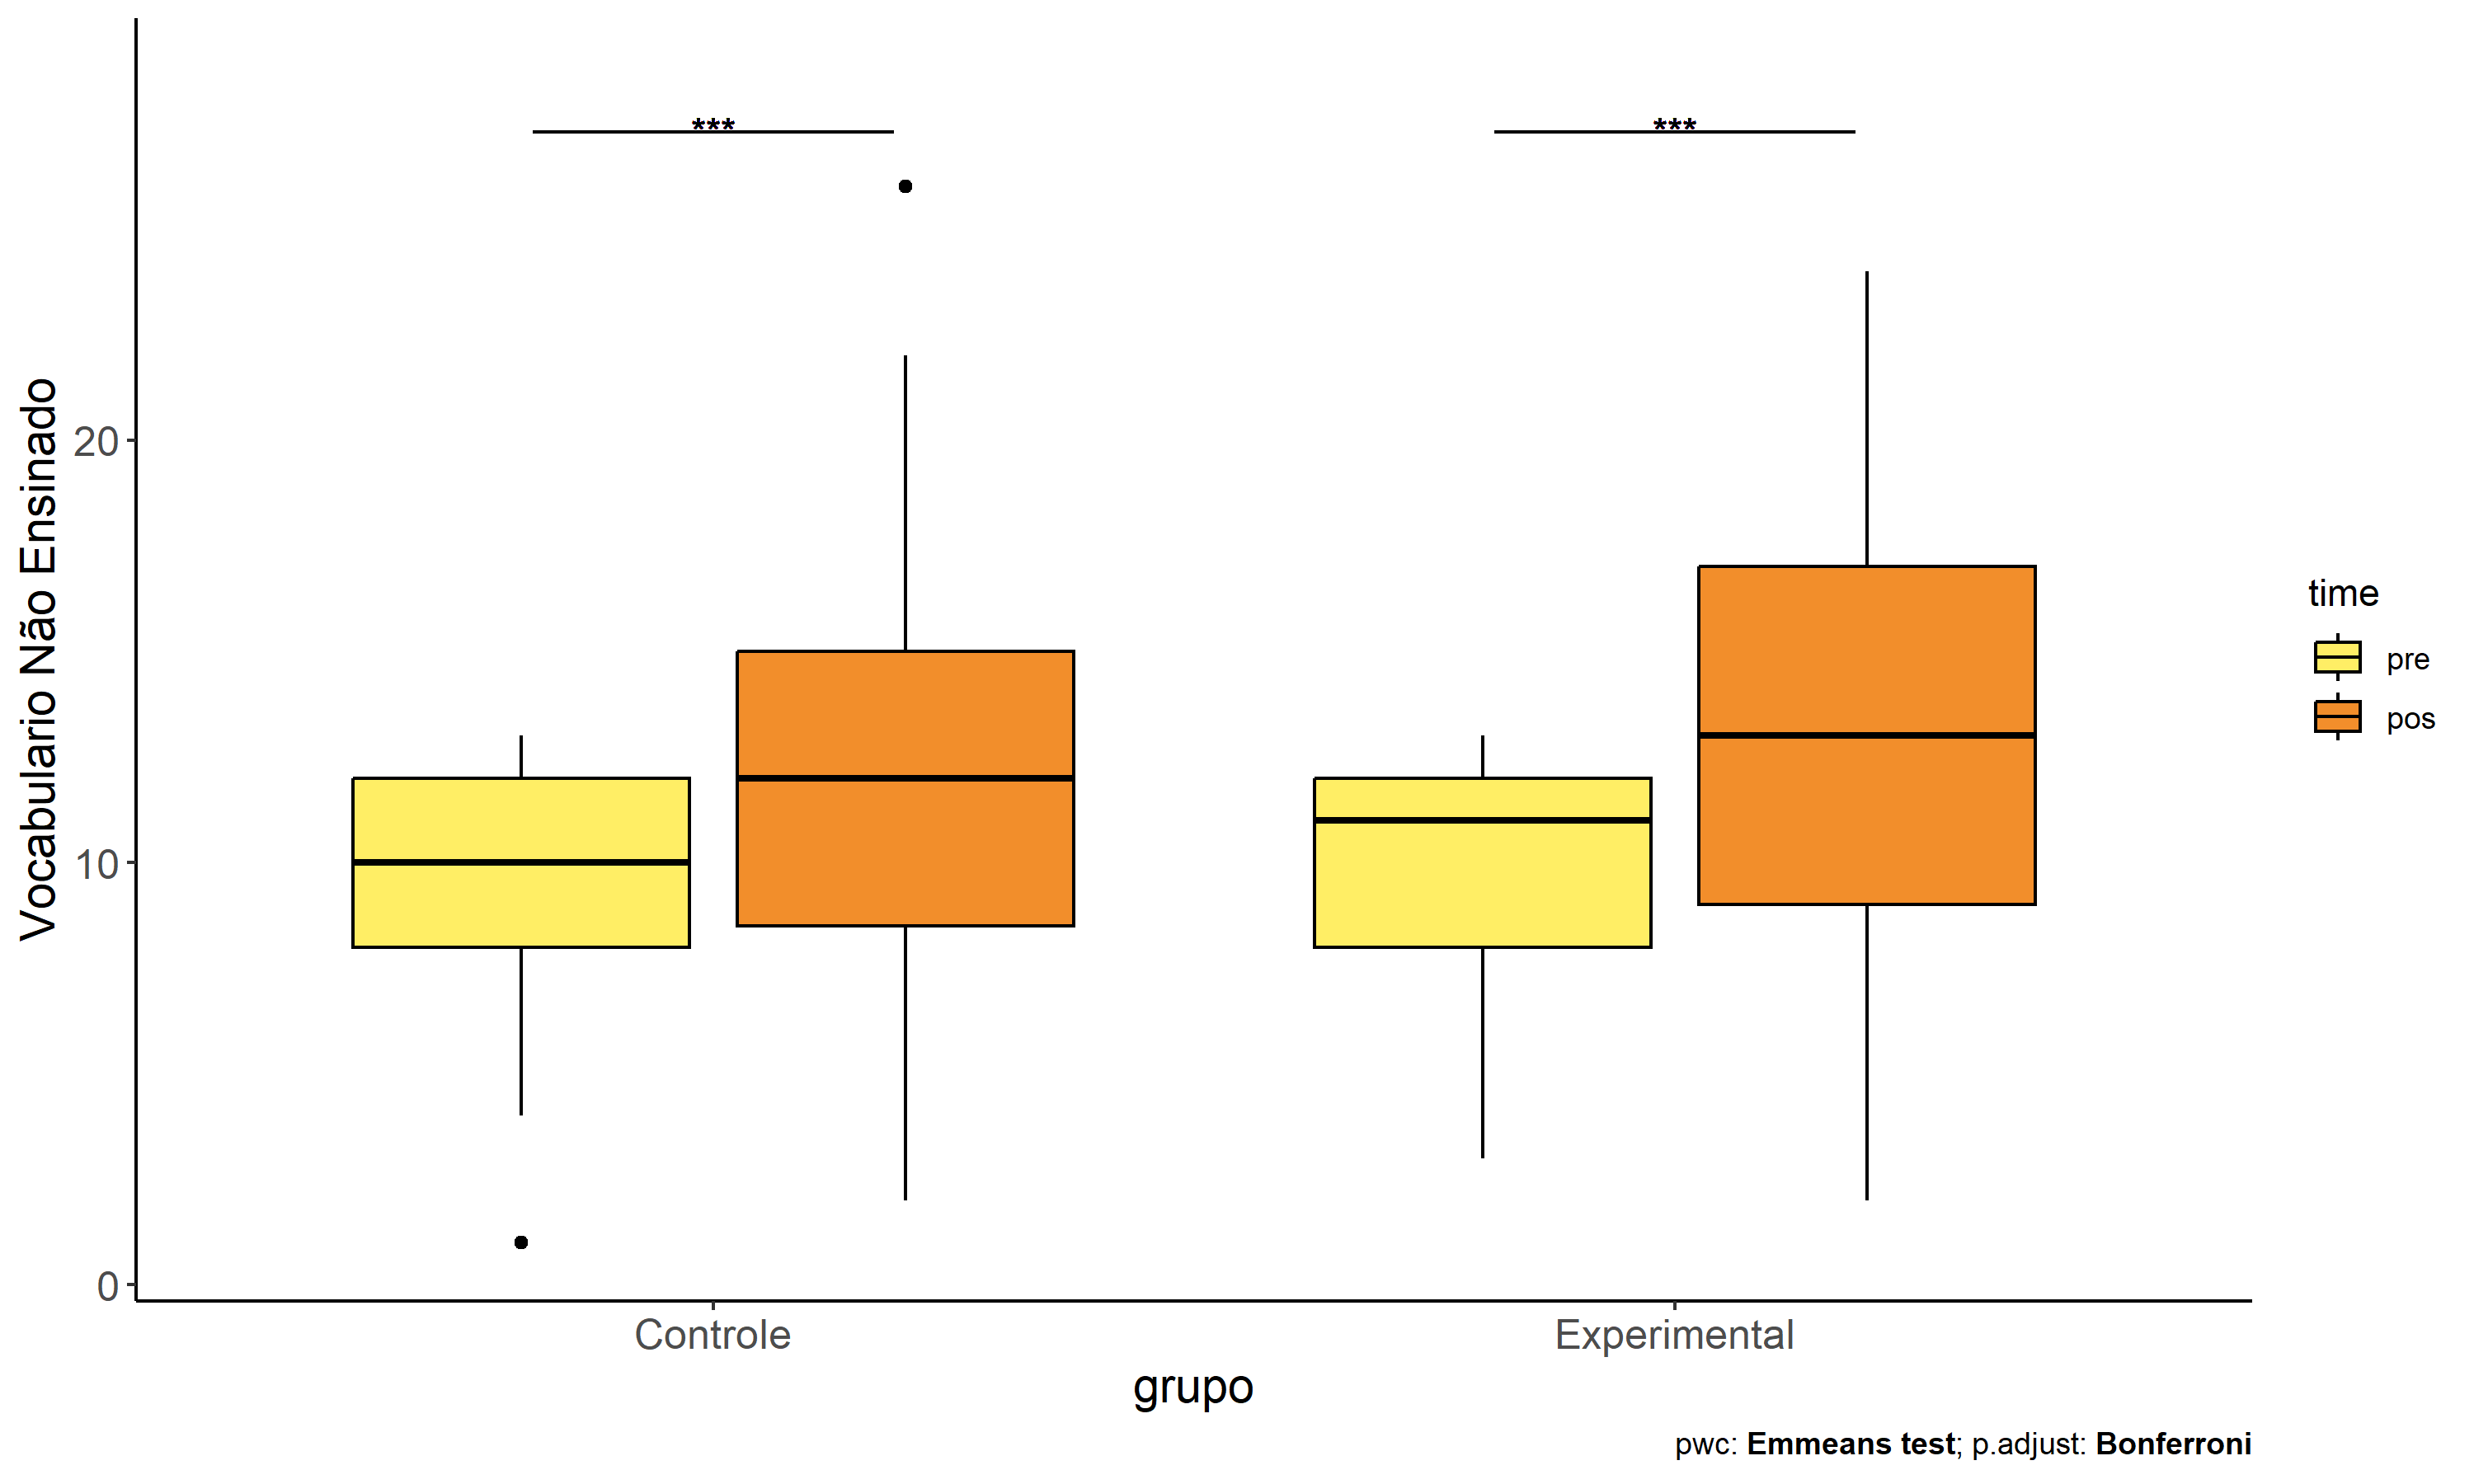 ***
***
Vocabulario Não Ensinado
20
10
0
Controle
Experimental
grupo
time
pre
pos
pwc: Emmeans test; p.adjust: Bonferroni